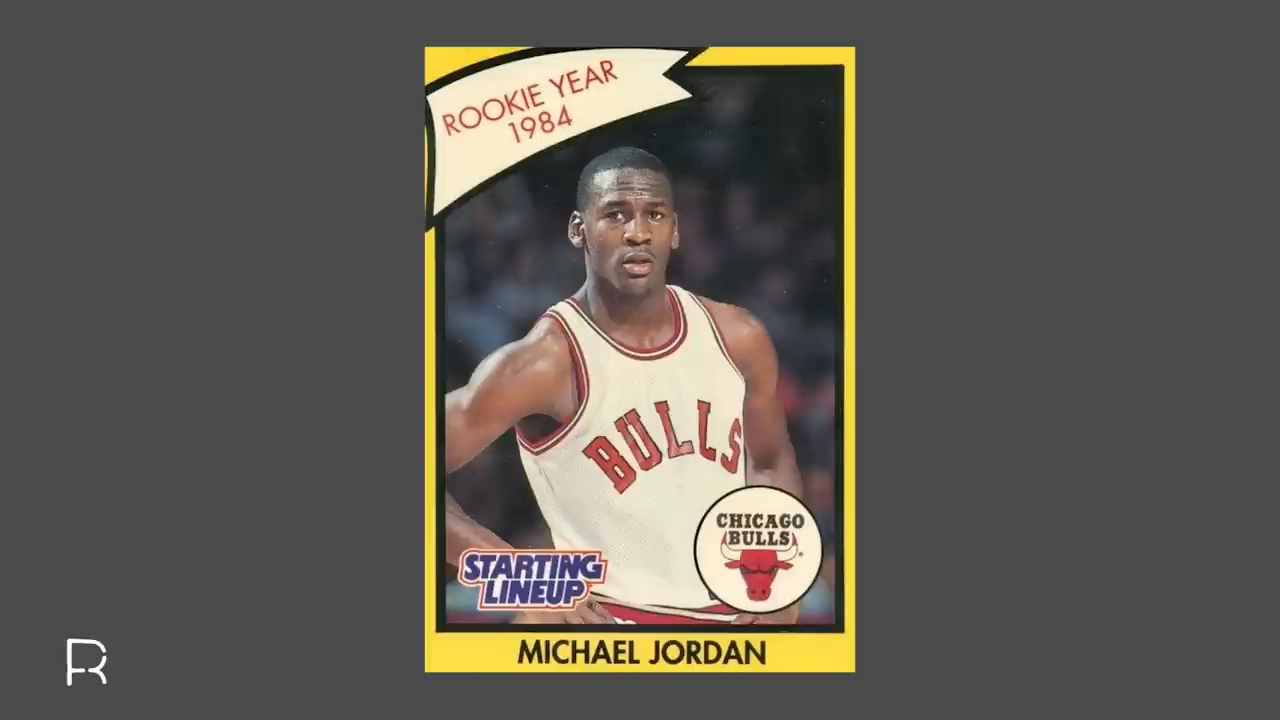 ROOKIE YEAR
1984
BULLS
CHICAGO
BULLS
STARTING
LINEUP
MICHAEL JORDAN
R